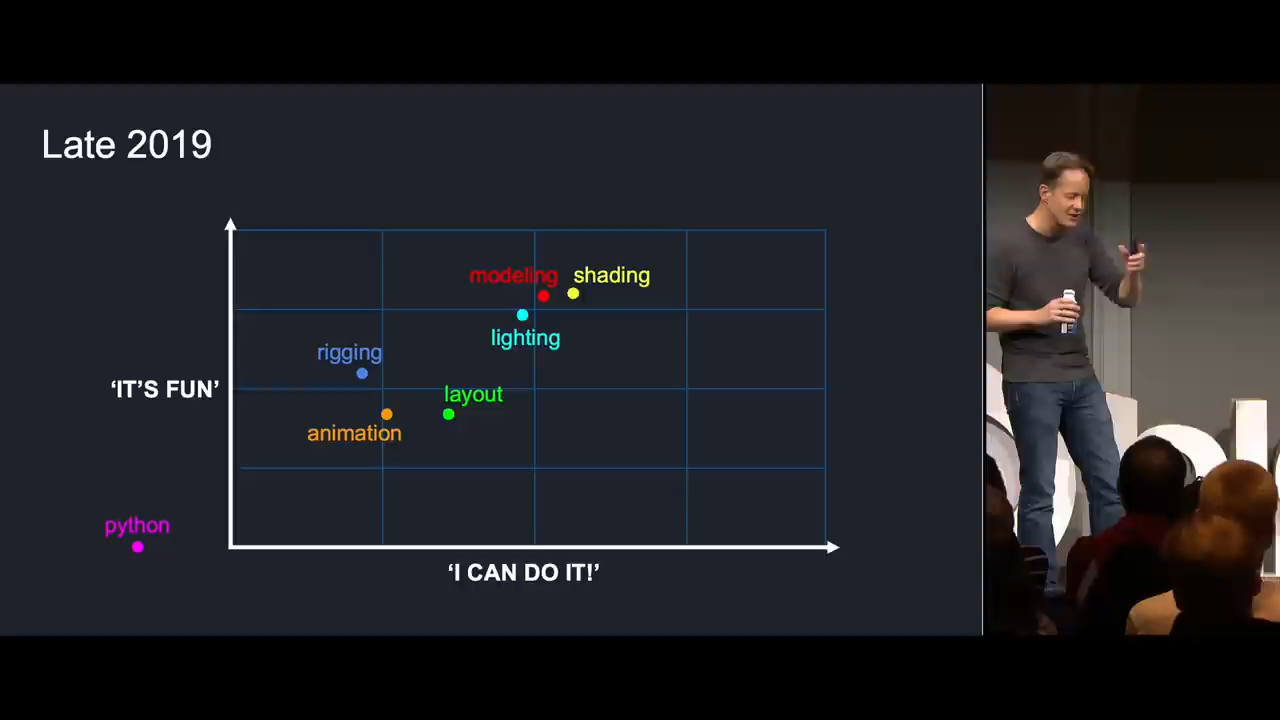 Late 2019
modeling
shading
lighting
rigging
‘IT’S FUN’
layout
animation
python
‘I CAN DO IT!’